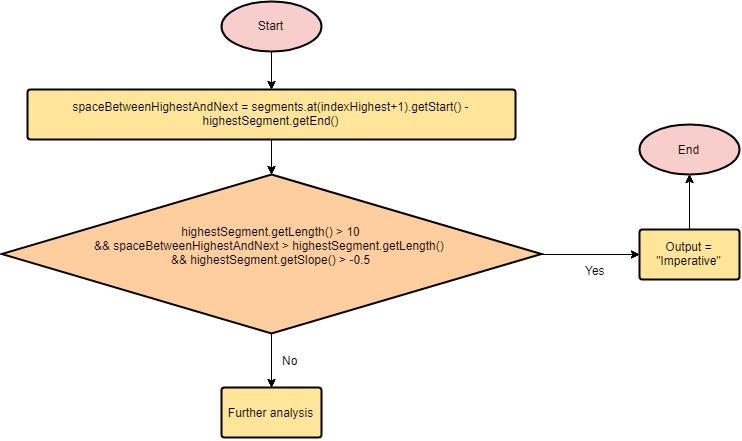 Start
spaceBetweenHighestAndNext = segments.at(indexHighest+1).getStart() -
highestSegment.getEnd()
End
highestSegment.getLength() > 10
&& spaceBetweenHighestAndNext > highestSegment.getLength()
&& highestSegment.getSlope() > -0.5
Output =
"Imperative"
Yes
No
Further analysis